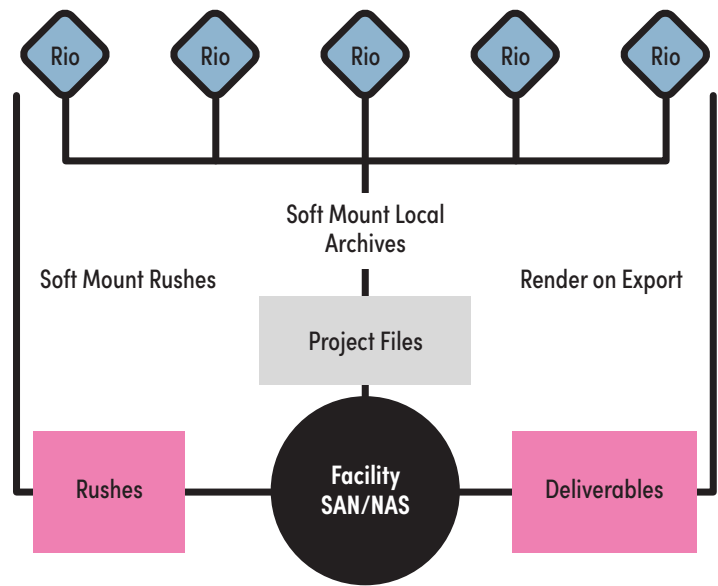 Rio
Rio
Rio
Rio
Rio
Soft Mount Local
Archives
Soft Mount Rushes
Render on Export
Project Files
Rushes
Facility
SAN/NAS
Deliverables